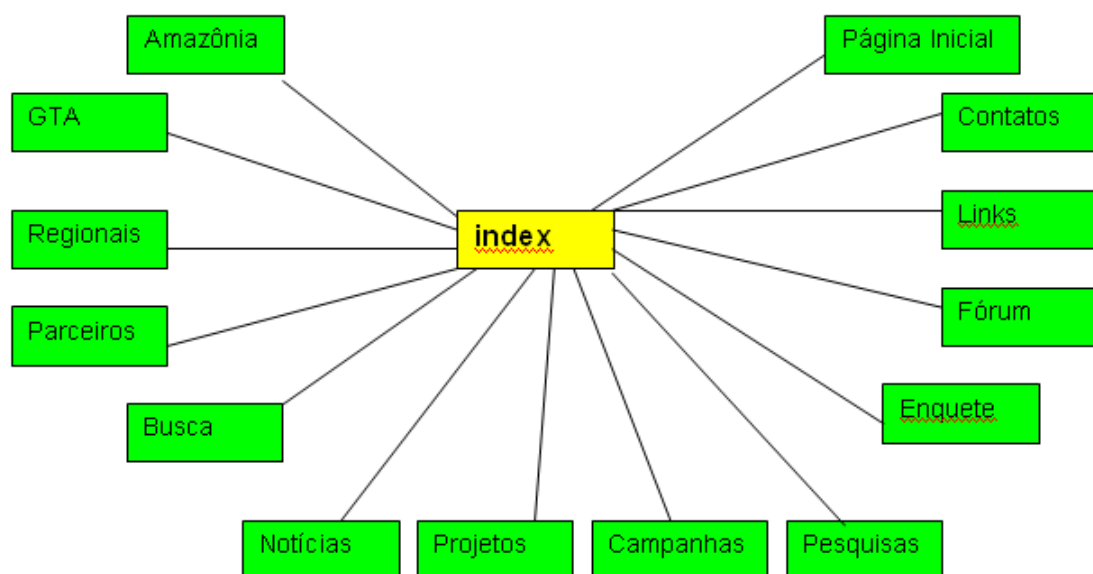 Amazônia
Página Inicial
GTA
Contatos
Regionais
index
Links
Parceiros
Fórum
Busca
Enquete
Notícias
Projetos
Campanhas
Pesquisas